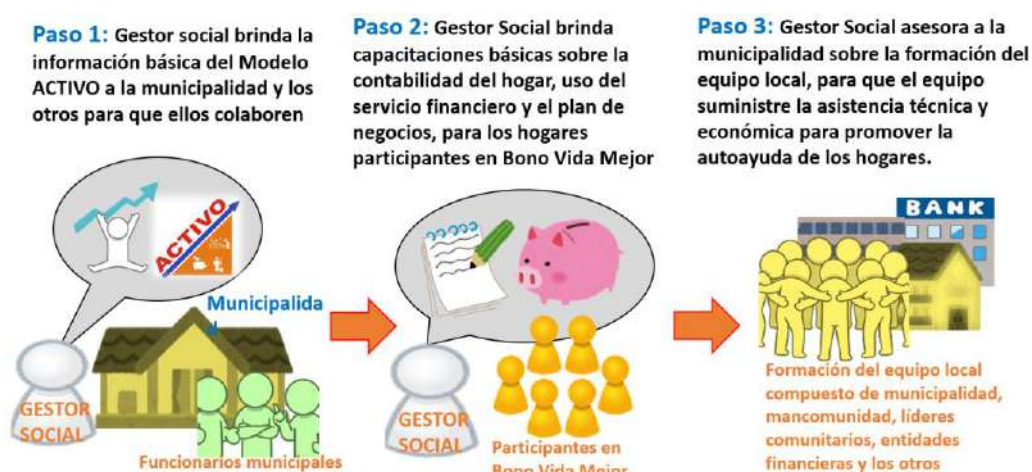 Paso 1: Gestor social brinda la
información básica del Modelo
ACTIVO a la municipalidad y los
otros para que ellos colaboren
Paso 2: Gestor Social brinda
capacitaciones básicas sobre la
contabilidad del hogar, uso del
servicio financiero y el plan de
negocios, para los hogares
participantes en Bono Vida Mejor
Paso 3: Gestor Social asesora a la
municipalidad sobre la formación del
equipo local, para que el equipo
suministre la asistencia técnica y
económica para promover la
autoayuda de los hogares.
ACTIVO
Municipalida
d
GESTOR
SOCIAL
Funcionarios municipales
GESTOR
SOCIAL
Participantes en
Bono Vida Mejor
BANK
Formación del equipo local
compuesto de municipalidad,
mancomunidad, líderes
comunitarios, entidades
financieras y los otros